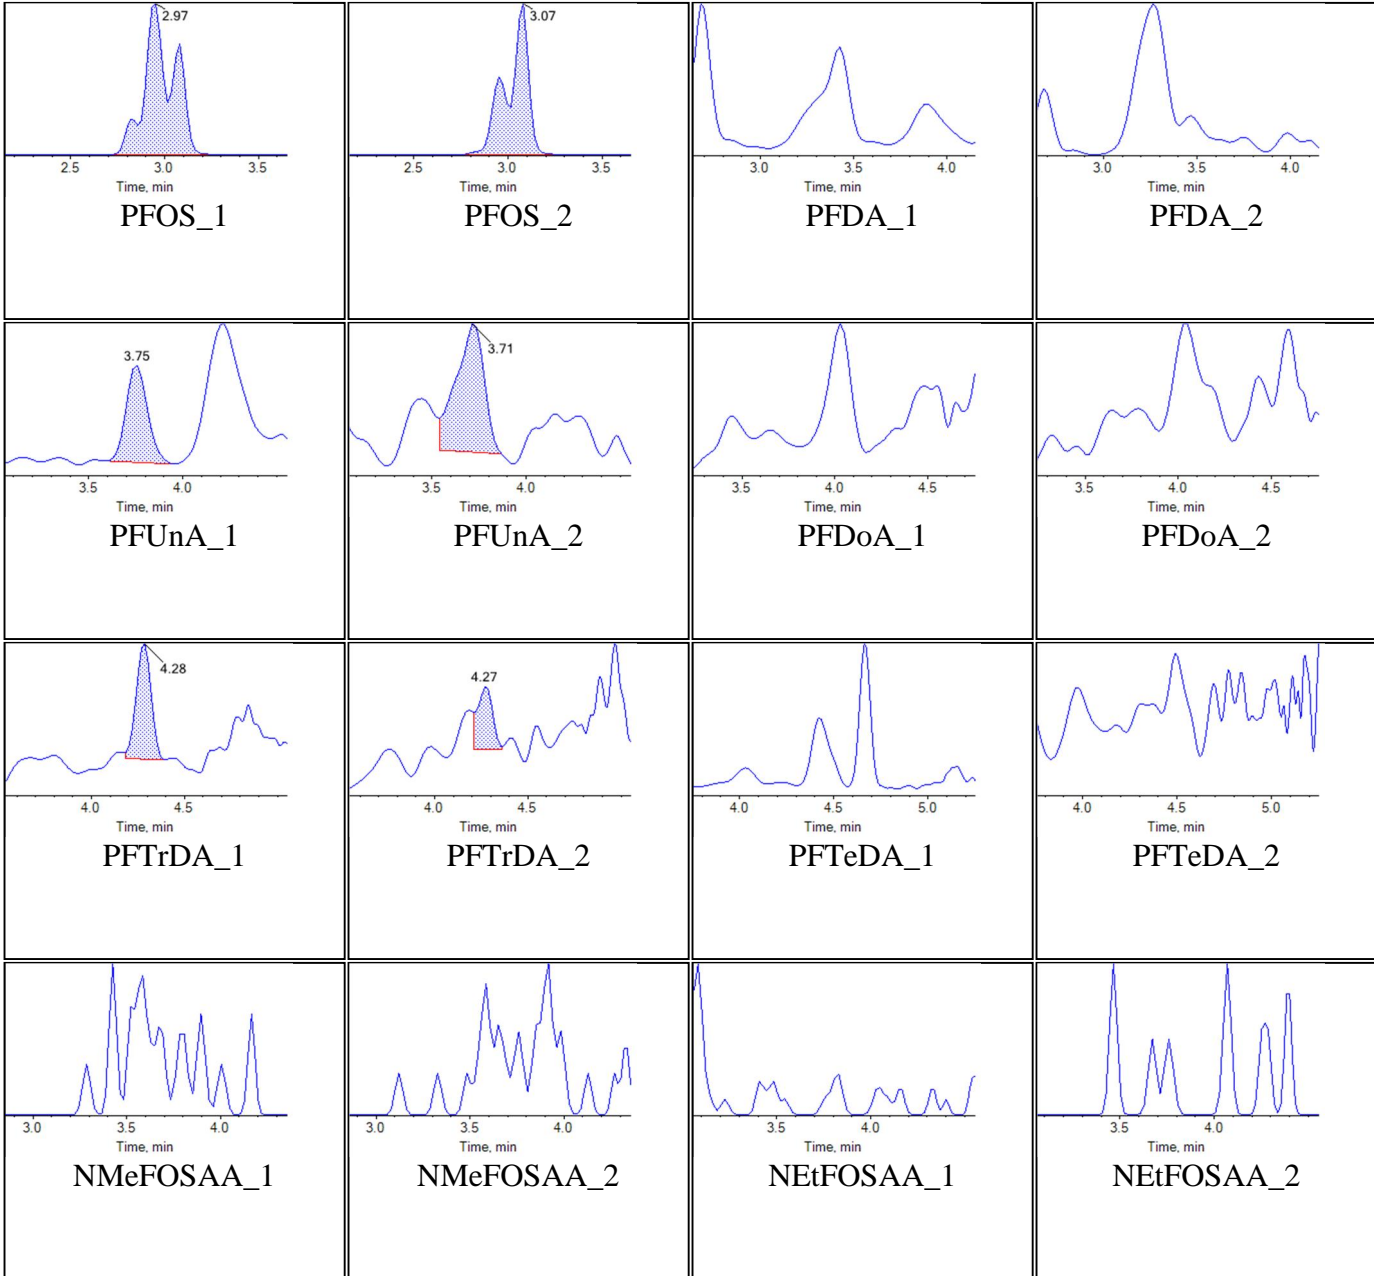 2.97
2.5 3.0 3.5
Time, min
PFOS_1
3.07
2.5 3.0 3.5
Time, min
PFOS_2
3.0 3.5 4.0
Time, min
PFDA_1
3.0 3.5 4.0
Time, min
PFDA_2
3.75
3.5 4.0
Time, min
PFUnA_1
3.71
3.5 4.0
Time, min
PFUnA_2
3.5 4.0 4.5
Time, min
PFDoA_1
3.5 4.0 4.5
Time, min
PFDoA_2
4.28
4.0 4.5
Time, min
PFTrDA_1
4.27
4.0 4.5
Time, min
PFTrDA_2
4.0 4.5 5.0
Time, min
PFTeDA_1
4.0 4.5 5.0
Time, min
PFTeDA_2
3.0 3.5 4.0
Time, min
NMeFOSAA_1
3.0 3.5 4.0
Time, min
NMeFOSAA_2
3.5 4.0
Time, min
NEtFOSAA_1
3.5 4.0
Time, min
NEtFOSAA_2